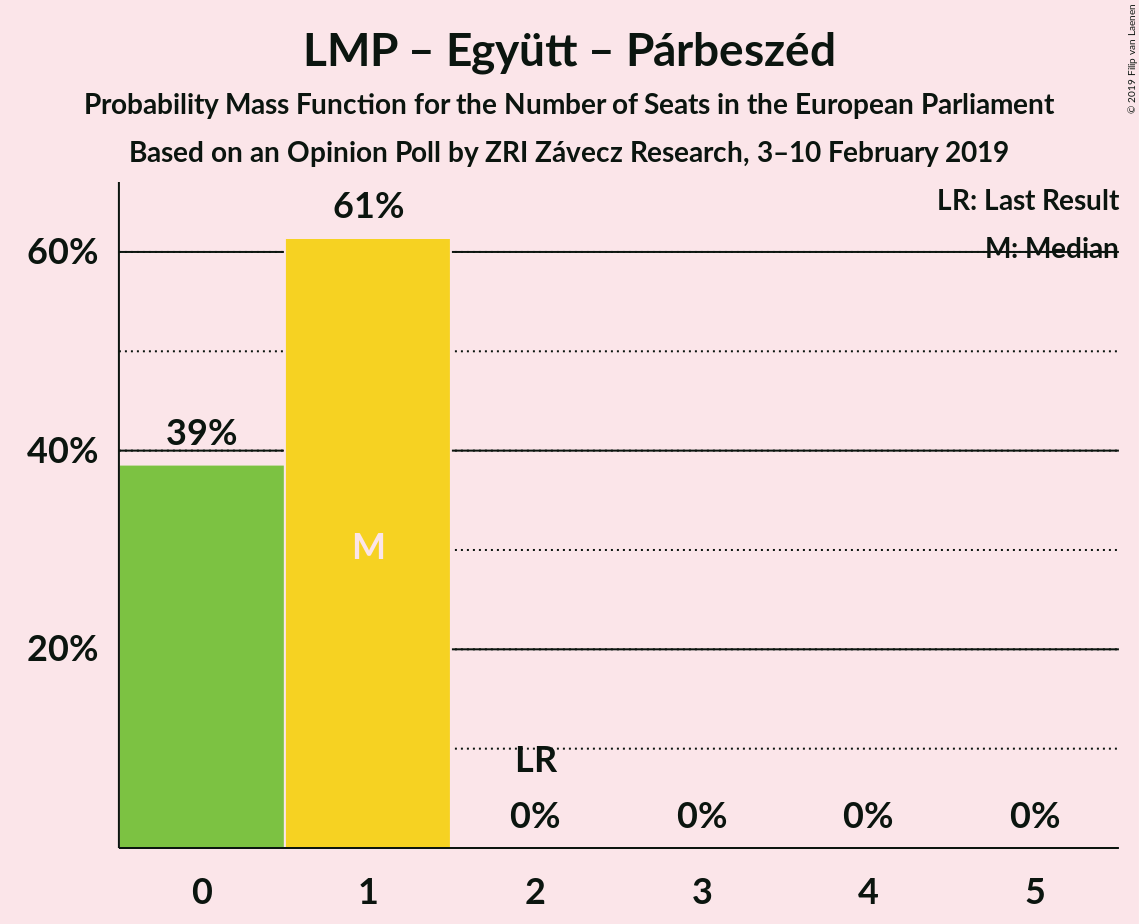 LMP – Együtt – Párbeszéd
Probability Mass Function for the Number of Seats in the European Parliament
Based on an Opinion Poll by ZRI Závecz Research, 3–10 February 2019
© 2019 Filip van Laenen
LR: Last Result
M: Median
61%
60%
39%
40%
M
20%
LR
0%
0%
0%
0%
0
1
2
3
4
5